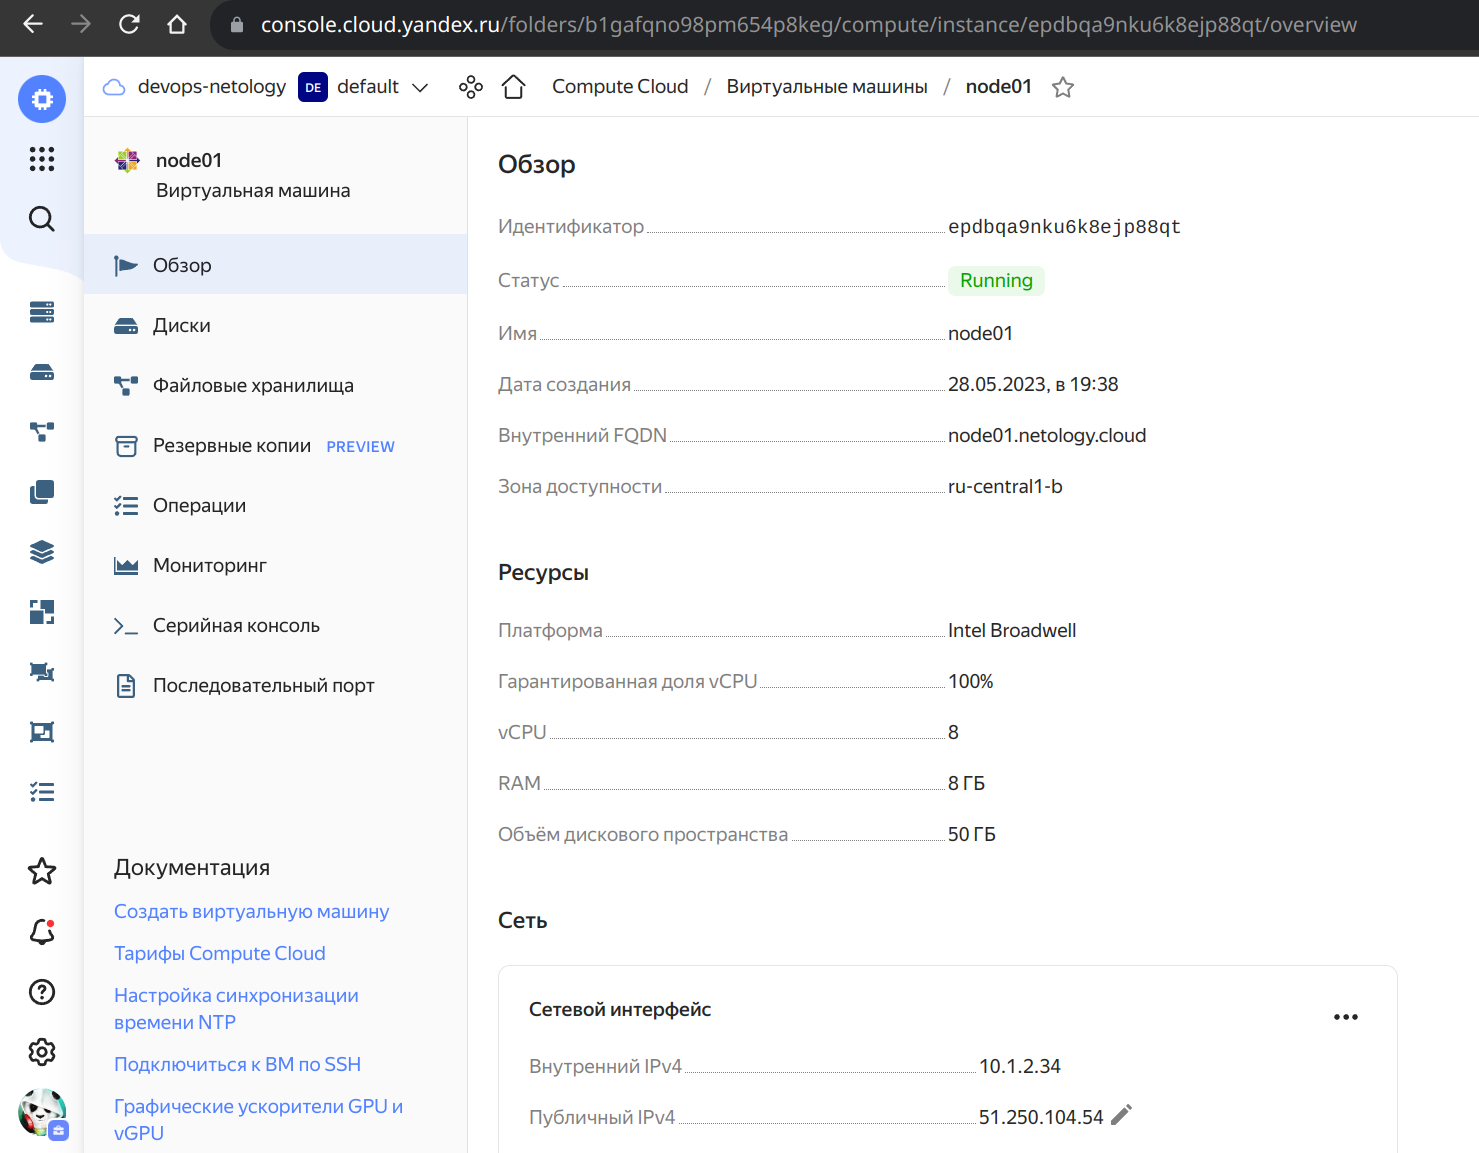 console.cloud.yandex.ru/folders/b1gafqno98pm654p8keg/compute/instance/epdbqa9nku6k8ejp88qt/overview
devops-netology DE default Compute Cloud / Виртуальные машины / node01
node01
Виртуальная машина
Обзор
Диски
Файловые хранилища
Резервные копии PREVIEW
Операции
Мониторинг
Серийная консоль
Последовательный порт
Документация
Создать виртуальную машину
Тарифы Compute Cloud
Настройка синхронизации
времени NTP
Подключиться к ВМ по SSH
Графические ускорители GPU и
vGPU
Обзор
Идентификатор epdbqa9nku6k8ejp88qt
Статус Running
Имя node01
Дата создания 28.05.2023, в 19:38
Внутренний FQDN node01.netology.cloud
Зона доступности ru-central1-b
Ресурсы
Платформа Intel Broadwell
Гарантированная доля vCPU 100%
vCPU 8
RAM 8 ГБ
Объём дискового пространства 50 ГБ
Сеть
Сетевой интерфейс
Внутренний IPv4 10.1.2.34
Публичный IPv4 51.250.104.54